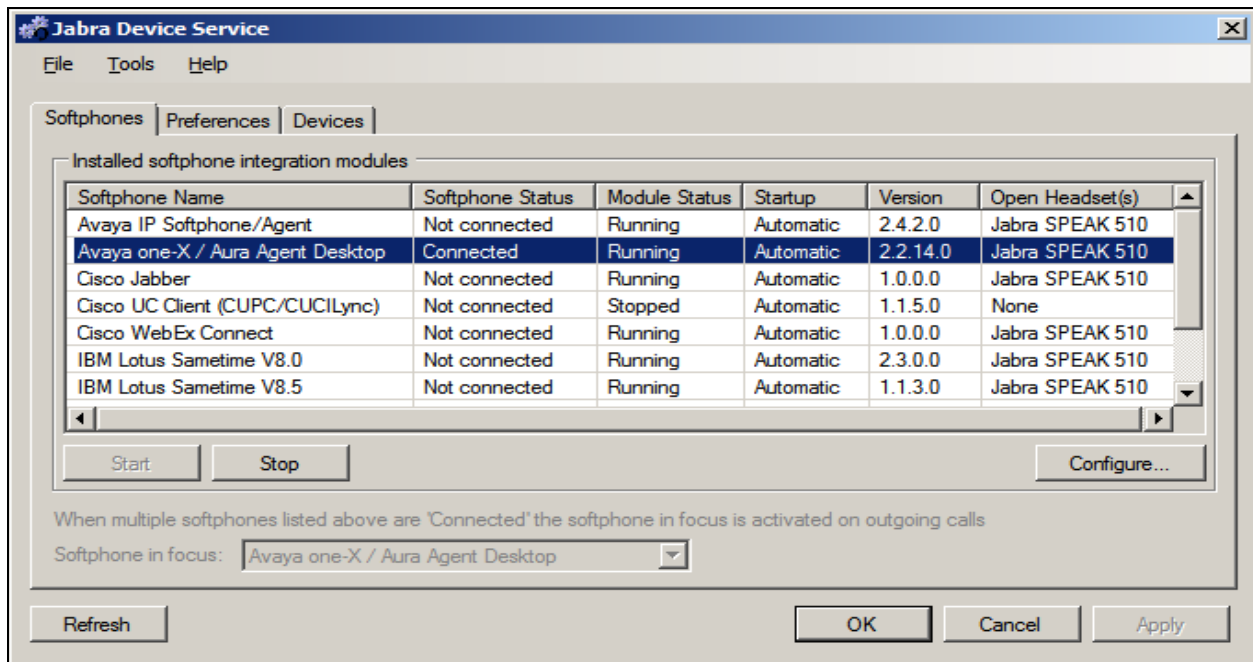 Jabra Device Service
File Tools Help
Softphones Preferences Devices
Installed softphone integration modules
Softphone Name Softphone Status Module Status Startup Version Open Headset(s)
Avaya IP Softphone/Agent Not connected Running Automatic 2.4.2.0 Jabra SPEAK 510
Avaya one-X / Aura Agent Desktop Connected Running Automatic 2.2.14.0 Jabra SPEAK 510
Cisco Jabber Not connected Running Automatic 1.0.0.0 Jabra SPEAK 510
Cisco UC Client (CUPC/CUCILync) Not connected Stopped Automatic 1.1.5.0 None
Cisco WebEx Connect Not connected Running Automatic 1.0.0.0 Jabra SPEAK 510
IBM Lotus Sametime V8.0 Not connected Running Automatic 2.3.0.0 Jabra SPEAK 510
IBM Lotus Sametime V8.5 Not connected Running Automatic 1.1.3.0 Jabra SPEAK 510
Start Stop Configure...
When multiple softphones listed above are 'Connected' the softphone in focus is activated on outgoing calls
Softphone in focus: Avaya one-X / Aura Agent Desktop
Refresh OK Cancel Apply